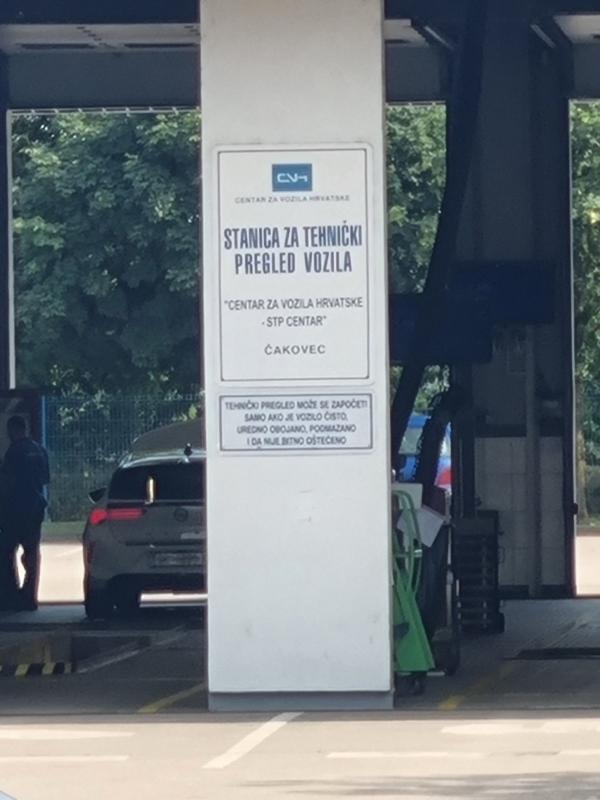 CVH
CENTAR ZA VOZILA HRVATSKE
STANICA ZA TEHNIČKI
PREGLED VOZILA
"CENTAR ZA VOZILA HRVATSKE
- STP CENTAR"
ČAKOVEC
TEHNIČKI PREGLED MOŽE SE ZAPOČETI
SAMO AKO JE VOZILO ČISTO,
UREDNO OBOJANO, PODMAZANO
I DA NIJE BITNO OŠTEĆENO